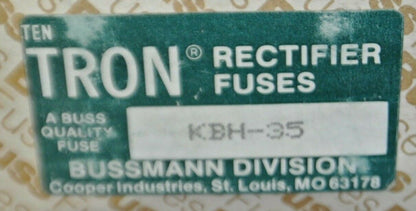 TEN
TRON® RECTIFIER
FUSES
A BUSS
QUALITY
FUSE
KBH-35
BUSSMANN DIVISION
Cooper Industries, St. Louis, MO 63178